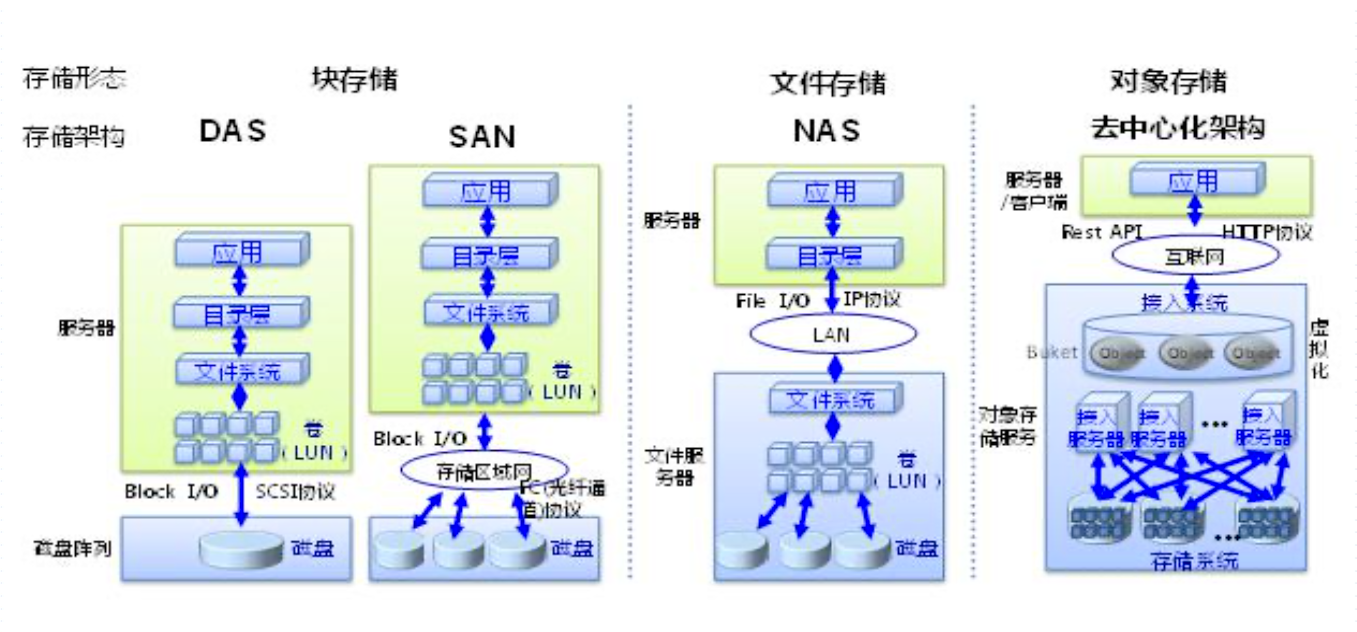 存储形态
块存储
文件存储
对象存储
存储架构
DAS
SAN
NAS
去中心化架构
服务器
应用
目录层
文件系统
卷
( LUN )
Block I/O
SCSI协议
磁盘阵列
磁盘
应用
目录层
文件系统
卷
( LUN )
Block I/O
存储区域网
FC(光纤通
道)协议
磁盘
服务器
应用
目录层
File I/O
IP协议
LAN
文件服
务器
文件系统
卷
( LUN )
磁盘
服务器
/客户端
应用
Rest API
HTTP协议
互联网
接入系统
Buket
Object
Object
Object
虚
拟
化
对象存
储服务
接入
服务器
接入
服务器
...
接入
服务器
...
存储系统